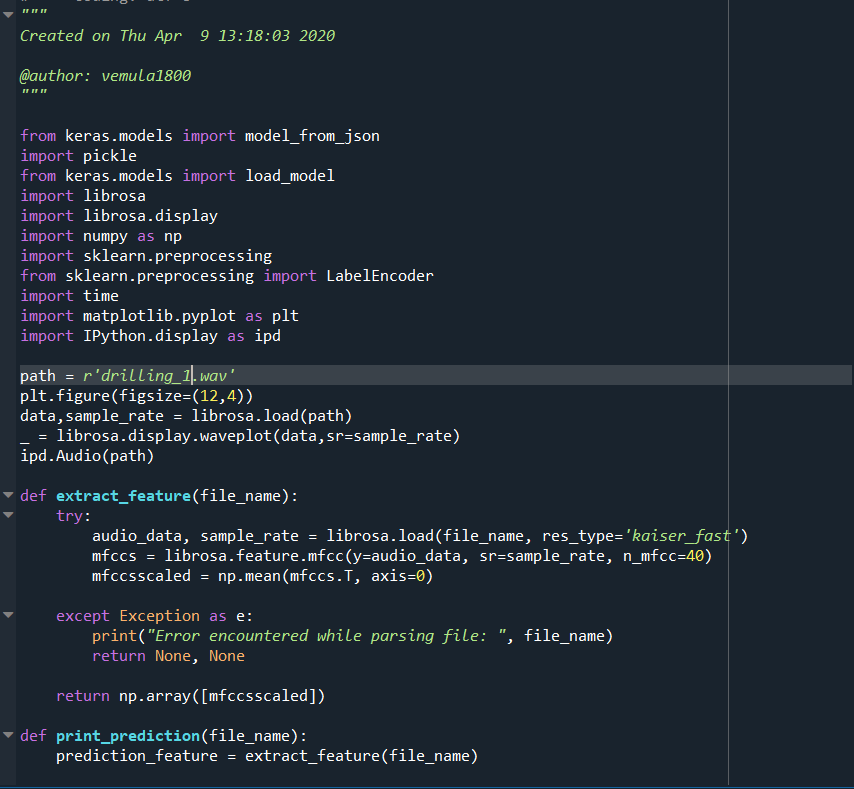 """
Created on Thu Apr  9 13:18:03 2020

@author: vemula1800
"""

from keras.models import model_from_json
import pickle
from keras.models import load_model
import librosa
import librosa.display
import numpy as np
import sklearn.preprocessing
from sklearn.preprocessing import LabelEncoder
import time
import matplotlib.pyplot as plt
import IPython.display as ipd

path = r'drilling_1.wav'
plt.figure(figsize=(12,4))
data,sample_rate = librosa.load(path)
_ = librosa.display.waveplot(data,sr=sample_rate)
ipd.Audio(path)

def extract_feature(file_name):
    try:
        audio_data, sample_rate = librosa.load(file_name, res_type='kaiser_fast')
        mfccs = librosa.feature.mfcc(y=audio_data, sr=sample_rate, n_mfcc=40)
        mfccsscaled = np.mean(mfccs.T, axis=0)

    except Exception as e:
        print("Error encountered while parsing file: ", file_name)
        return None, None

    return np.array([mfccsscaled])

def print_prediction(file_name):
    prediction_feature = extract_feature(file_name)